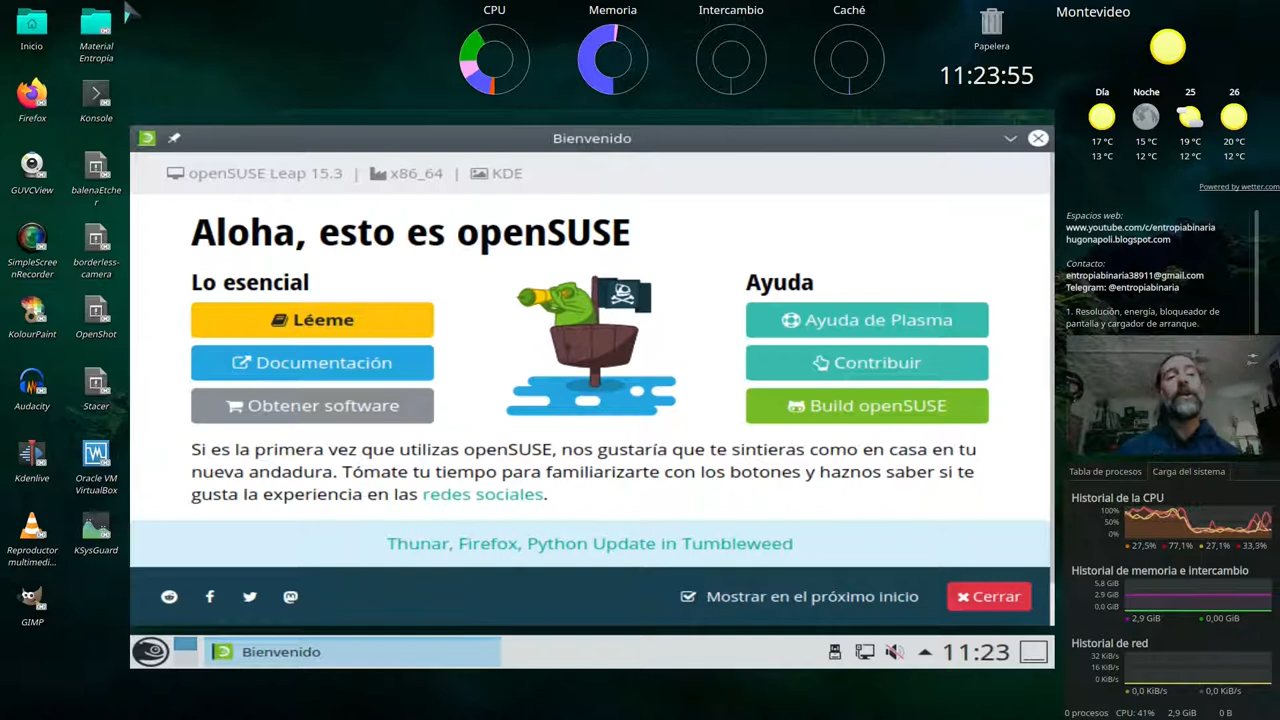 Inicio
Material
Entropía
Firefox
Konsole
GUVCView
balenaEtche
r
SimpleScree
nRecorder
borderless-
camera
KolourPaint
OpenShot
Audacity
Stacer
Kdenlive
Oracle VM
VirtualBox
Reproductor
multimedi...
KSysGuard
GIMP
CPU
Memoria
Intercambio
Caché
Papelera
11:23:55
Montevideo
Día
Noche
25
26
17 °C
15 °C
19 °C
20 °C
13 °C
12 °C
12 °C
12 °C
Powered by wetter.com
Espacios web:
www.youtube.com/c/entropiabinaria
hugonapoli.blogspot.com
Contacto:
entropiabinaria38911@gmail.com
Telegram: @entropiabinaria
1. Resolución, energía, bloqueador de
pantalla y cargador de arranque.
Bienvenido
openSUSE Leap 15.3 | x86_64 | KDE
Aloha, esto es openSUSE
Lo esencial
Léeme
Documentación
Obtener software
Ayuda
Ayuda de Plasma
Contribuir
Build openSUSE
Si es la primera vez que utilizas openSUSE, nos gustaría que te sintieras como en casa en tu
nueva andadura. Tómate tu tiempo para familiarizarte con los botones y haznos saber si te
gusta la experiencia en las redes sociales.
Thunar, Firefox, Python Update in Tumbleweed
Mostrar en el próximo inicio
Cerrar
Bienvenido
11:23
Tabla de procesos
Carga del sistema
Historial de la CPU
100%
50%
0%
27,5%
77,1%
27,1%
33,3%
Historial de memoria e intercambio
5.8 GiB
2.9 GiB
0.0 GiB
2,9 GiB
0,00 GiB
Historial de red
32 KiB/s
16 KiB/s
0 KiB/s
0,0 KiB/s
0,0 KiB/s
0 procesos
CPU: 41%
2,9 GiB
0 B